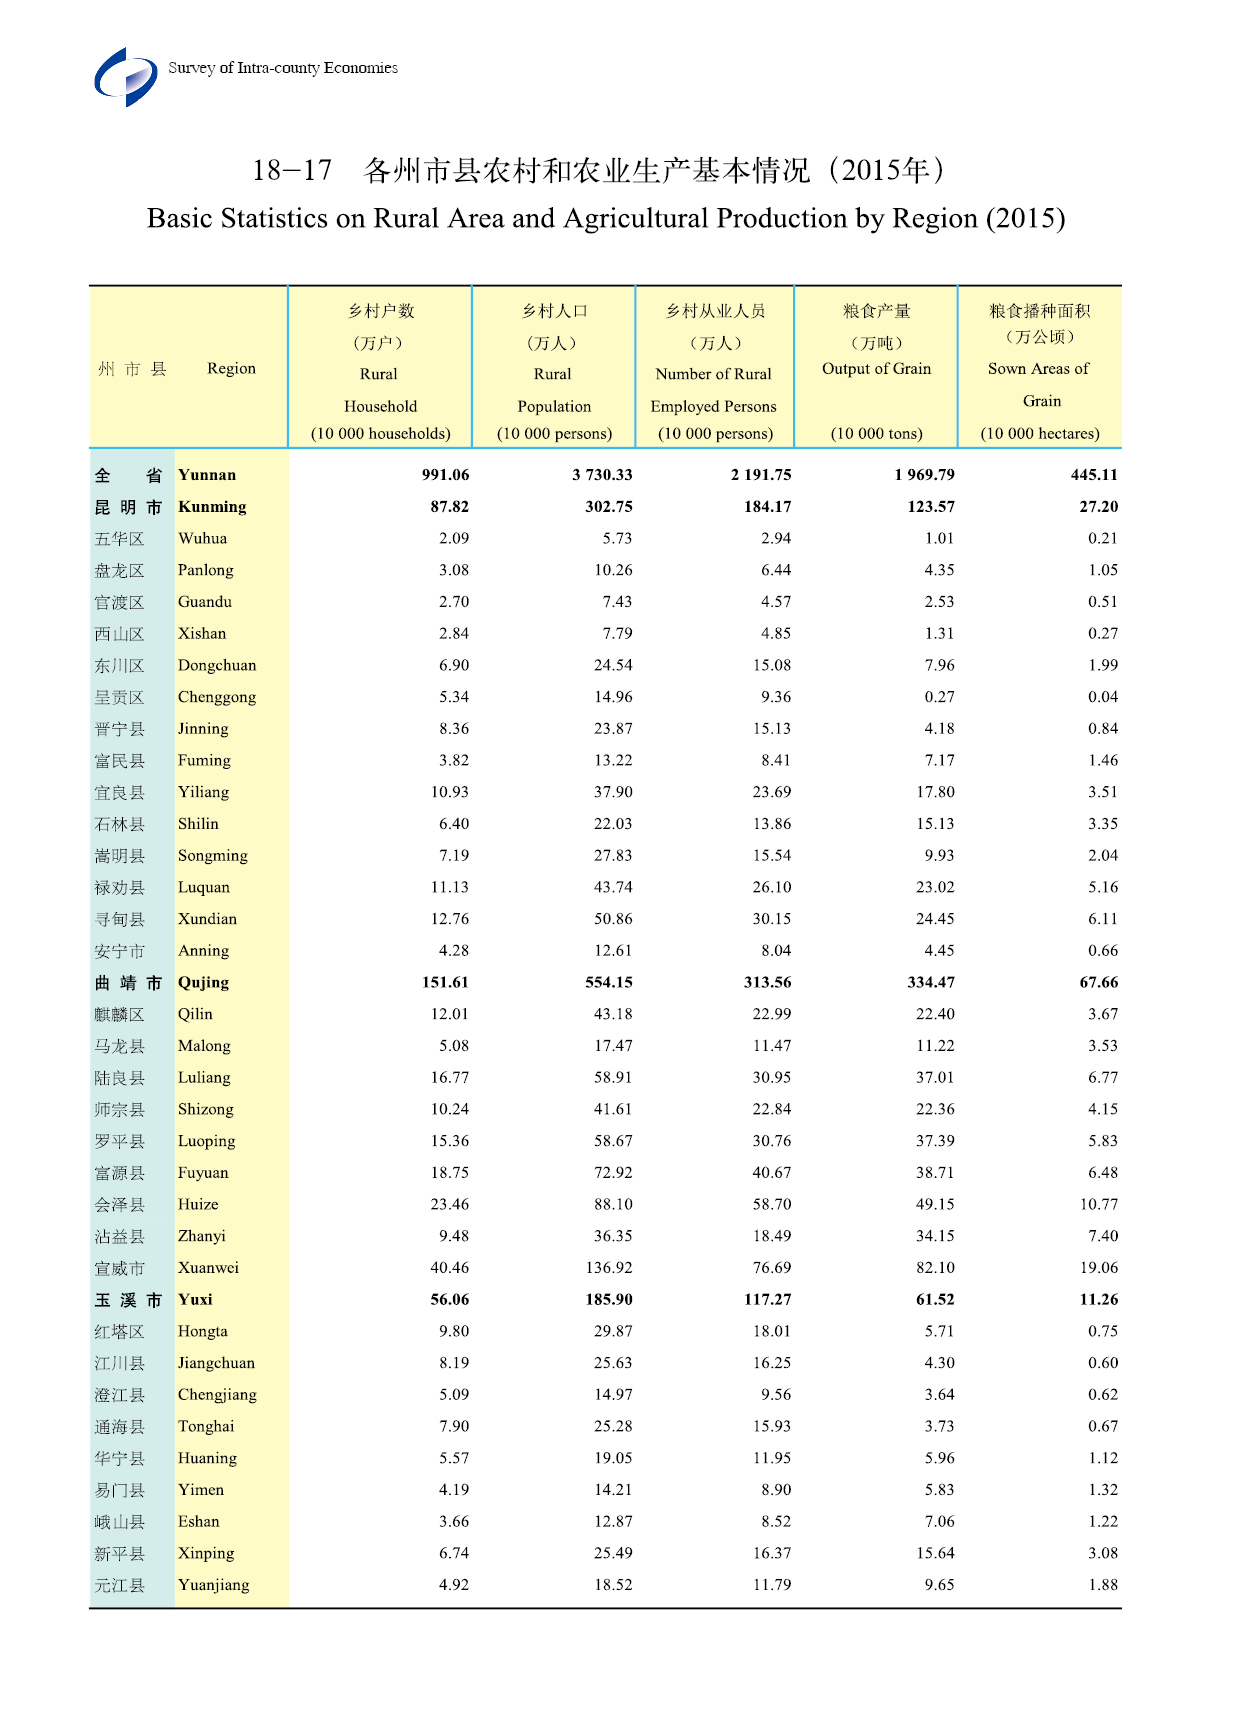 Survey of Intra-county Economies
18-17 各州市县农村和农业生产基本情况（2015年）
Basic Statistics on Rural Area and Agricultural Production by Region (2015)
州 市 县 Region
乡村户数 （万户） Rural Household (10 000 households)
乡村人口 （万人） Rural Population (10 000 persons)
乡村从业人员 （万人） Number of Rural Employed Persons (10 000 persons)
粮食产量 （万吨） Output of Grain (10 000 tons)
粮食播种面积 （万公顷） Sown Areas of Grain (10 000 hectares)
全 省 Yunnan 991.06 3 730.33 2 191.75 1 969.79 445.11
昆 明 市 Kunming 87.82 302.75 184.17 123.57 27.20
五华区 Wuhua 2.09 5.73 2.94 1.01 0.21
盘龙区 Panlong 3.08 10.26 6.44 4.35 1.05
官渡区 Guandu 2.70 7.43 4.57 2.53 0.51
西山区 Xishan 2.84 7.79 4.85 1.31 0.27
东川区 Dongchuan 6.90 24.54 15.08 7.96 1.99
呈贡区 Chenggong 5.34 14.96 9.36 0.27 0.04
晋宁县 Jinning 8.36 23.87 15.13 4.18 0.84
富民县 Fuming 3.82 13.22 8.41 7.17 1.46
宜良县 Yiliang 10.93 37.90 23.69 17.80 3.51
石林县 Shilin 6.40 22.03 13.86 15.13 3.35
嵩明县 Songming 7.19 27.83 15.54 9.93 2.04
禄劝县 Luquan 11.13 43.74 26.10 23.02 5.16
寻甸县 Xundian 12.76 50.86 30.15 24.45 6.11
安宁市 Anning 4.28 12.61 8.04 4.45 0.66
曲 靖 市 Qujing 151.61 554.15 313.56 334.47 67.66
麒麟区 Qilin 12.01 43.18 22.99 22.40 3.67
马龙县 Malong 5.08 17.47 11.47 11.22 3.53
陆良县 Luliang 16.77 58.91 30.95 37.01 6.77
师宗县 Shizong 10.24 41.61 22.84 22.36 4.15
罗平县 Luoping 15.36 58.67 30.76 37.39 5.83
富源县 Fuyuan 18.75 72.92 40.67 38.71 6.48
会泽县 Huize 23.46 88.10 58.70 49.15 10.77
沾益县 Zhanyi 9.48 36.35 18.49 34.15 7.40
宣威市 Xuanwei 40.46 136.92 76.69 82.10 19.06
玉 溪 市 Yuxi 56.06 185.90 117.27 61.52 11.26
红塔区 Hongta 9.80 29.87 18.01 5.71 0.75
江川县 Jiangchuan 8.19 25.63 16.25 4.30 0.60
澄江县 Chengjiang 5.09 14.97 9.56 3.64 0.62
通海县 Tonghai 7.90 25.28 15.93 3.73 0.67
华宁县 Huaning 5.57 19.05 11.95 5.96 1.12
易门县 Yimen 4.19 14.21 8.90 5.83 1.32
峨山县 Eshan 3.66 12.87 8.52 7.06 1.22
新平县 Xinping 6.74 25.49 16.37 15.64 3.08
元江县 Yuanjiang 4.92 18.52 11.79 9.65 1.88